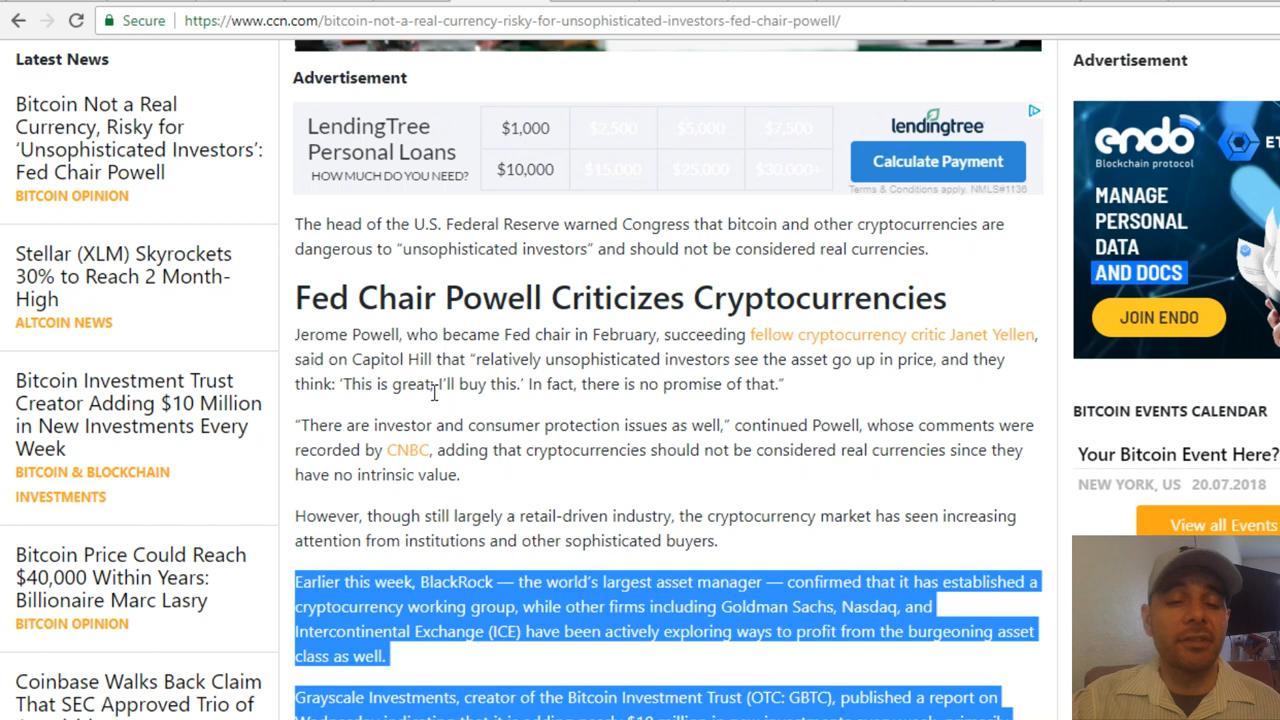 Secure
https://www.ccn.com/bitcoin-not-a-real-currency-risky-for-unsophisticated-investors-fed-chair-powell/
Latest News
Bitcoin Not a Real
Currency, Risky for
‘Unsophisticated Investors’:
Fed Chair Powell
BITCOIN OPINION
Stellar (XLM) Skyrockets
30% to Reach 2 Month-
High
ALTCOIN NEWS
Bitcoin Investment Trust
Creator Adding $10 Million
in New Investments Every
Week
BITCOIN & BLOCKCHAIN
INVESTMENTS
Bitcoin Price Could Reach
$40,000 Within Years:
Billionaire Marc Lasry
BITCOIN OPINION
Coinbase Walks Back Claim
That SEC Approved Trio of
Advertisement
LendingTree
Personal Loans
HOW MUCH DO YOU NEED?
$1,000 $2,500 $5,000 $7,500
$10,000 $15,000 $25,000 $30,000+
lendingtree
Calculate Payment
Terms & Conditions apply. NMLS#1136
The head of the U.S. Federal Reserve warned Congress that bitcoin and other cryptocurrencies are
dangerous to “unsophisticated investors” and should not be considered real currencies.
Fed Chair Powell Criticizes Cryptocurrencies
Jerome Powell, who became Fed chair in February, succeeding fellow cryptocurrency critic Janet Yellen,
said on Capitol Hill that “relatively unsophisticated investors see the asset go up in price, and they
think: ‘This is great, I’ll buy this.’ In fact, there is no promise of that.”
“There are investor and consumer protection issues as well,” continued Powell, whose comments were
recorded by CNBC, adding that cryptocurrencies should not be considered real currencies since they
have no intrinsic value.
However, though still largely a retail-driven industry, the cryptocurrency market has seen increasing
attention from institutions and other sophisticated buyers.
Earlier this week, BlackRock — the world’s largest asset manager — confirmed that it has established a
cryptocurrency working group, while other firms including Goldman Sachs, Nasdaq, and
Intercontinental Exchange (ICE) have been actively exploring ways to profit from the burgeoning asset
class as well.
Grayscale Investments, creator of the Bitcoin Investment Trust (OTC: GBTC), published a report on
Wednesday indicating that it is adding nearly $10 million in new investments every week, primarily
Advertisement
endo
Blockchain protocol
MANAGE
PERSONAL
DATA
AND DOCS
JOIN ENDO
BITCOIN EVENTS CALENDAR
Your Bitcoin Event Here?
NEW YORK, US 20.07.2018
View all Events